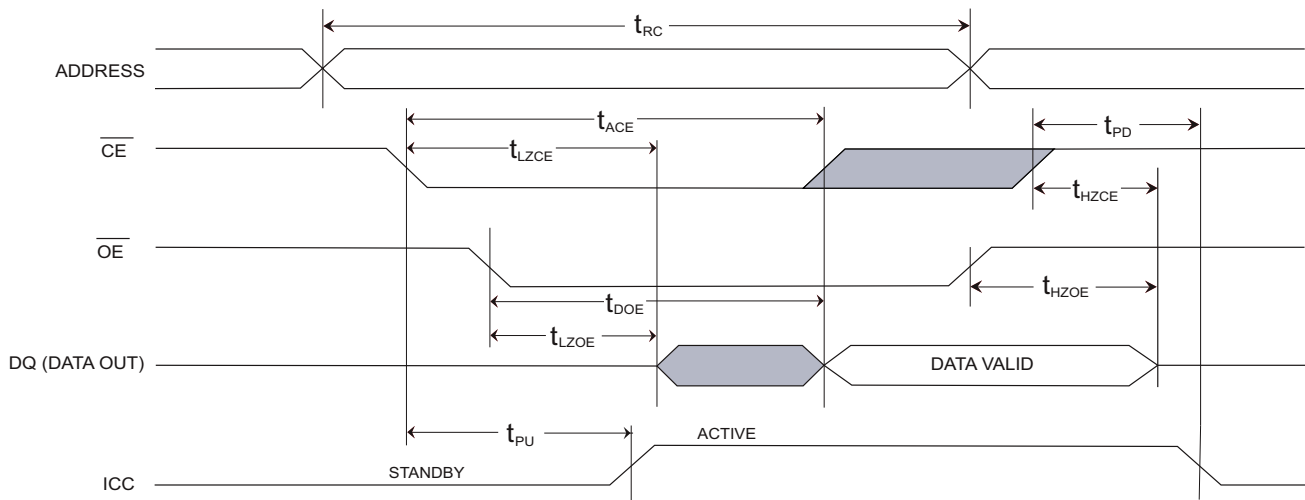 tRC
ADDRESS
tACE
tPD
CE
tLZCE
tHZCE
OE
tHZOE
tDOE
tLZOE
DQ (DATA OUT)
DATA VALID
tPU
ACTIVE
STANDBY
ICC